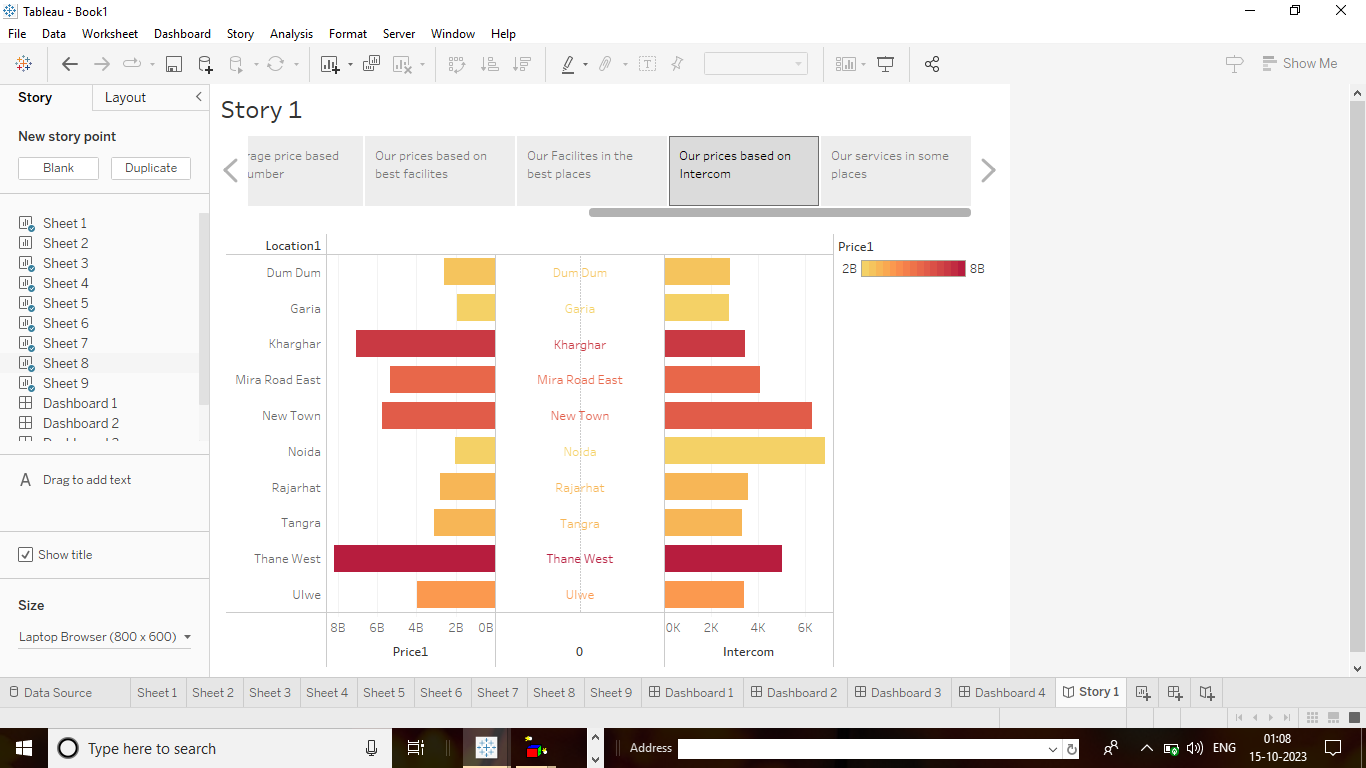 Tableau - Book1
File Data Worksheet Dashboard Story Analysis Format Server Window Help
Show Me
Story Layout
New story point
Blank Duplicate
Sheet 1
Sheet 2
Sheet 3
Sheet 4
Sheet 5
Sheet 6
Sheet 7
Sheet 8
Sheet 9
Dashboard 1
Dashboard 2
A Drag to add text
Show title
Size
Laptop Browser (800 x 600)
Story 1
rage price based
umber
Our prices based on
best facilites
Our Facilites in the
best places
Our prices based on
Intercom
Our services in some
places
Location1
Dum Dum Dum Dum
Garia Garia
Kharghar Kharghar
Mira Road East Mira Road East
New Town New Town
Noida Noida
Rajarhat Rajarhat
Tangra Tangra
Thane West Thane West
Ulwe Ulwe
8B 6B 4B 2B 0B 0K 2K 4K 6K
Price1 0 Intercom
Price1
2B 8B
Data Source Sheet 1 Sheet 2 Sheet 3 Sheet 4 Sheet 5 Sheet 6 Sheet 7 Sheet 8 Sheet 9 Dashboard 1 Dashboard 2 Dashboard 3 Dashboard 4 Story 1
Type here to search
Address
ENG
01:08
15-10-2023